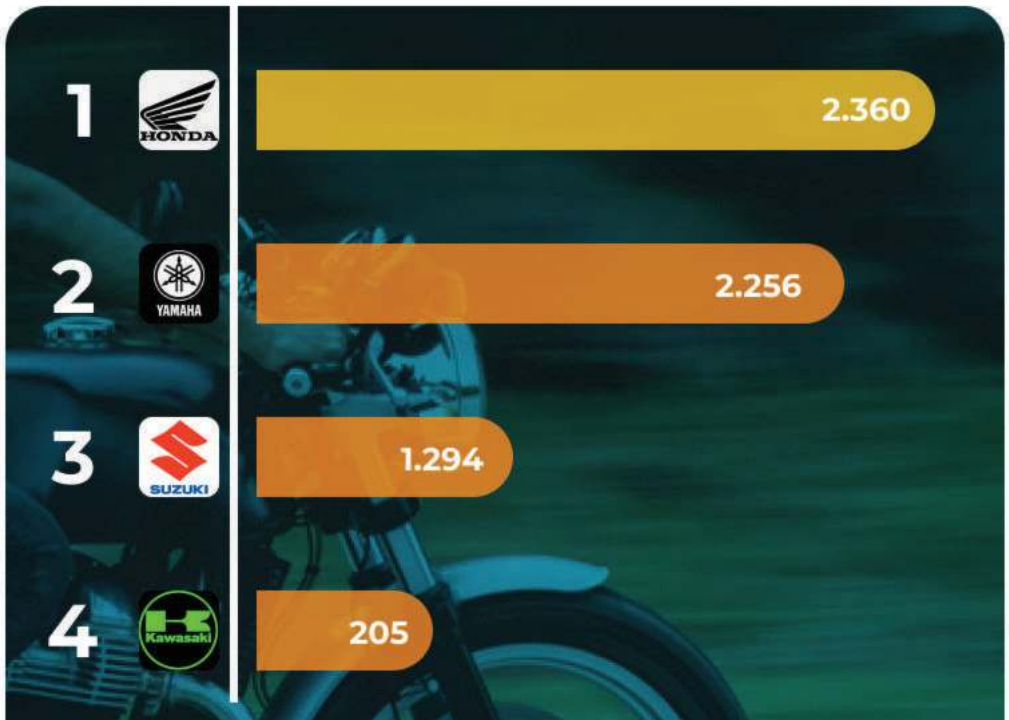 1
HONDA
2.360
2
YAMAHA
2.256
3
SUZUKI
1.294
4
Kawasaki
205